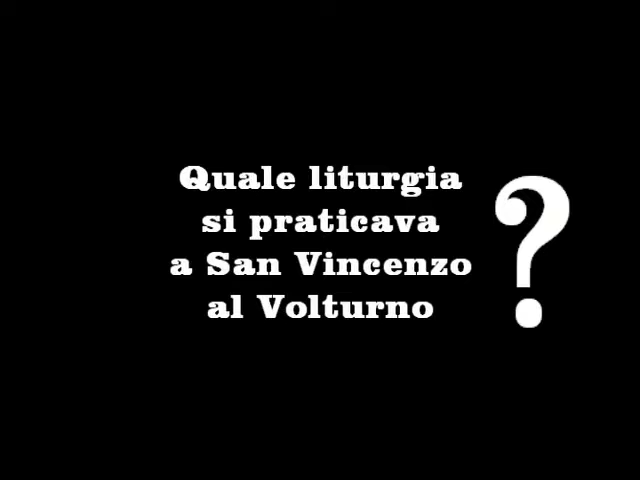 Quale liturgia
si praticava
a San Vincenzo
al Volturno
?